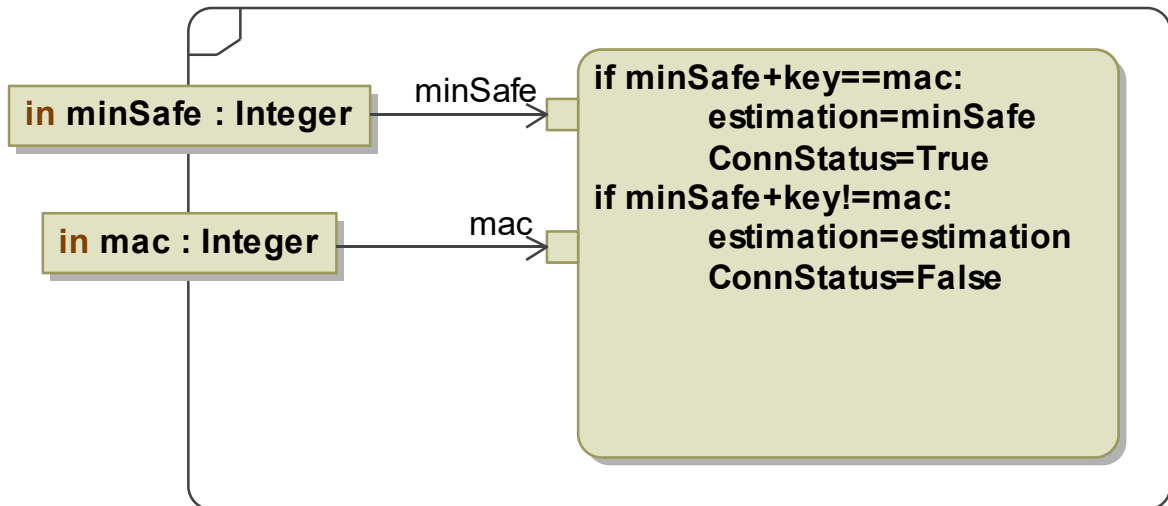 in minSafe : Integer
minSafe
in mac : Integer
mac
if minSafe+key==mac:
estimation=minSafe
ConnStatus=True
if minSafe+key!=mac:
estimation=estimation
ConnStatus=False